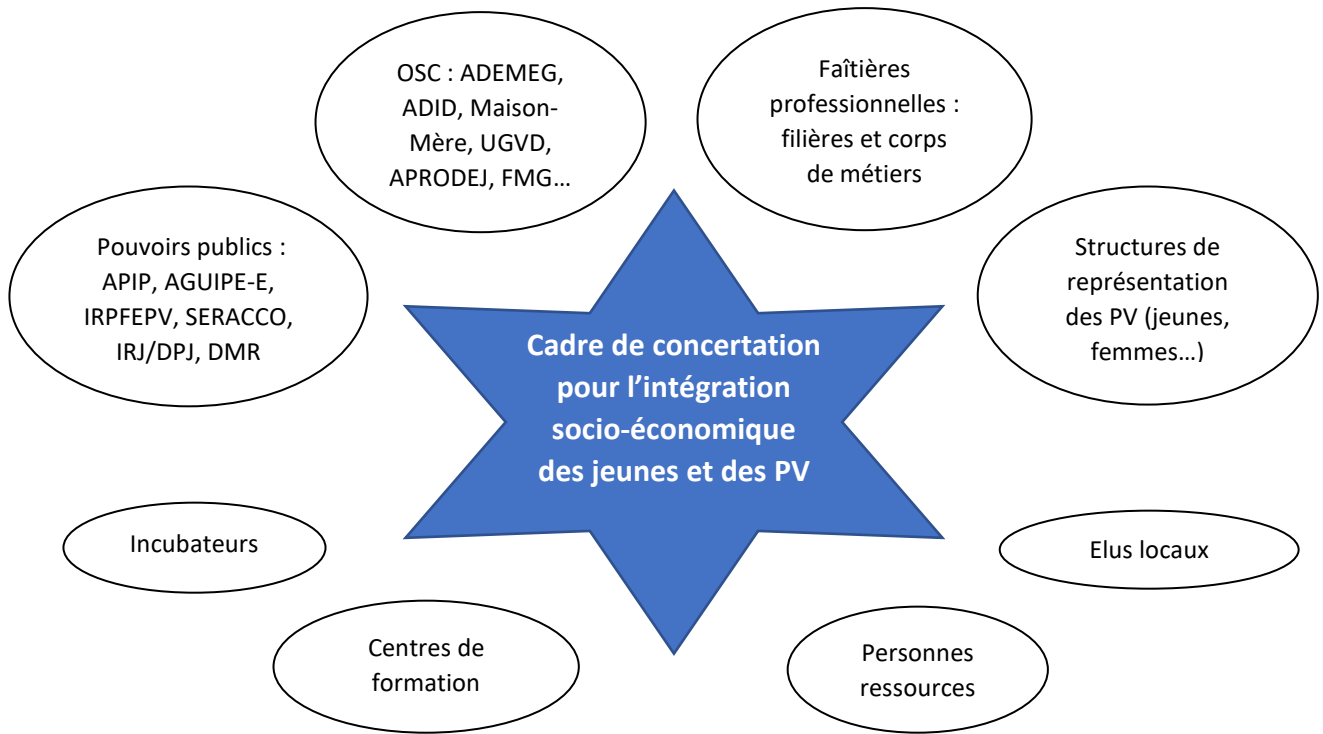 OSC : ADEMEG,
ADID, Maison-
Mère, UGVD,
APRODEJ, FMG…
Faîtières
professionnelles :
filières et corps
de métiers
Pouvoirs publics :
APIP, AGUIPE-E,
IRPFEPV, SERACCO,
IRJ/DPJ, DMR
Structures de
représentation
des PV (jeunes,
femmes…)
Cadre de concertation
pour l’intégration
socio-économique
des jeunes et des PV
Incubateurs
Elus locaux
Centres de
formation
Personnes
ressources